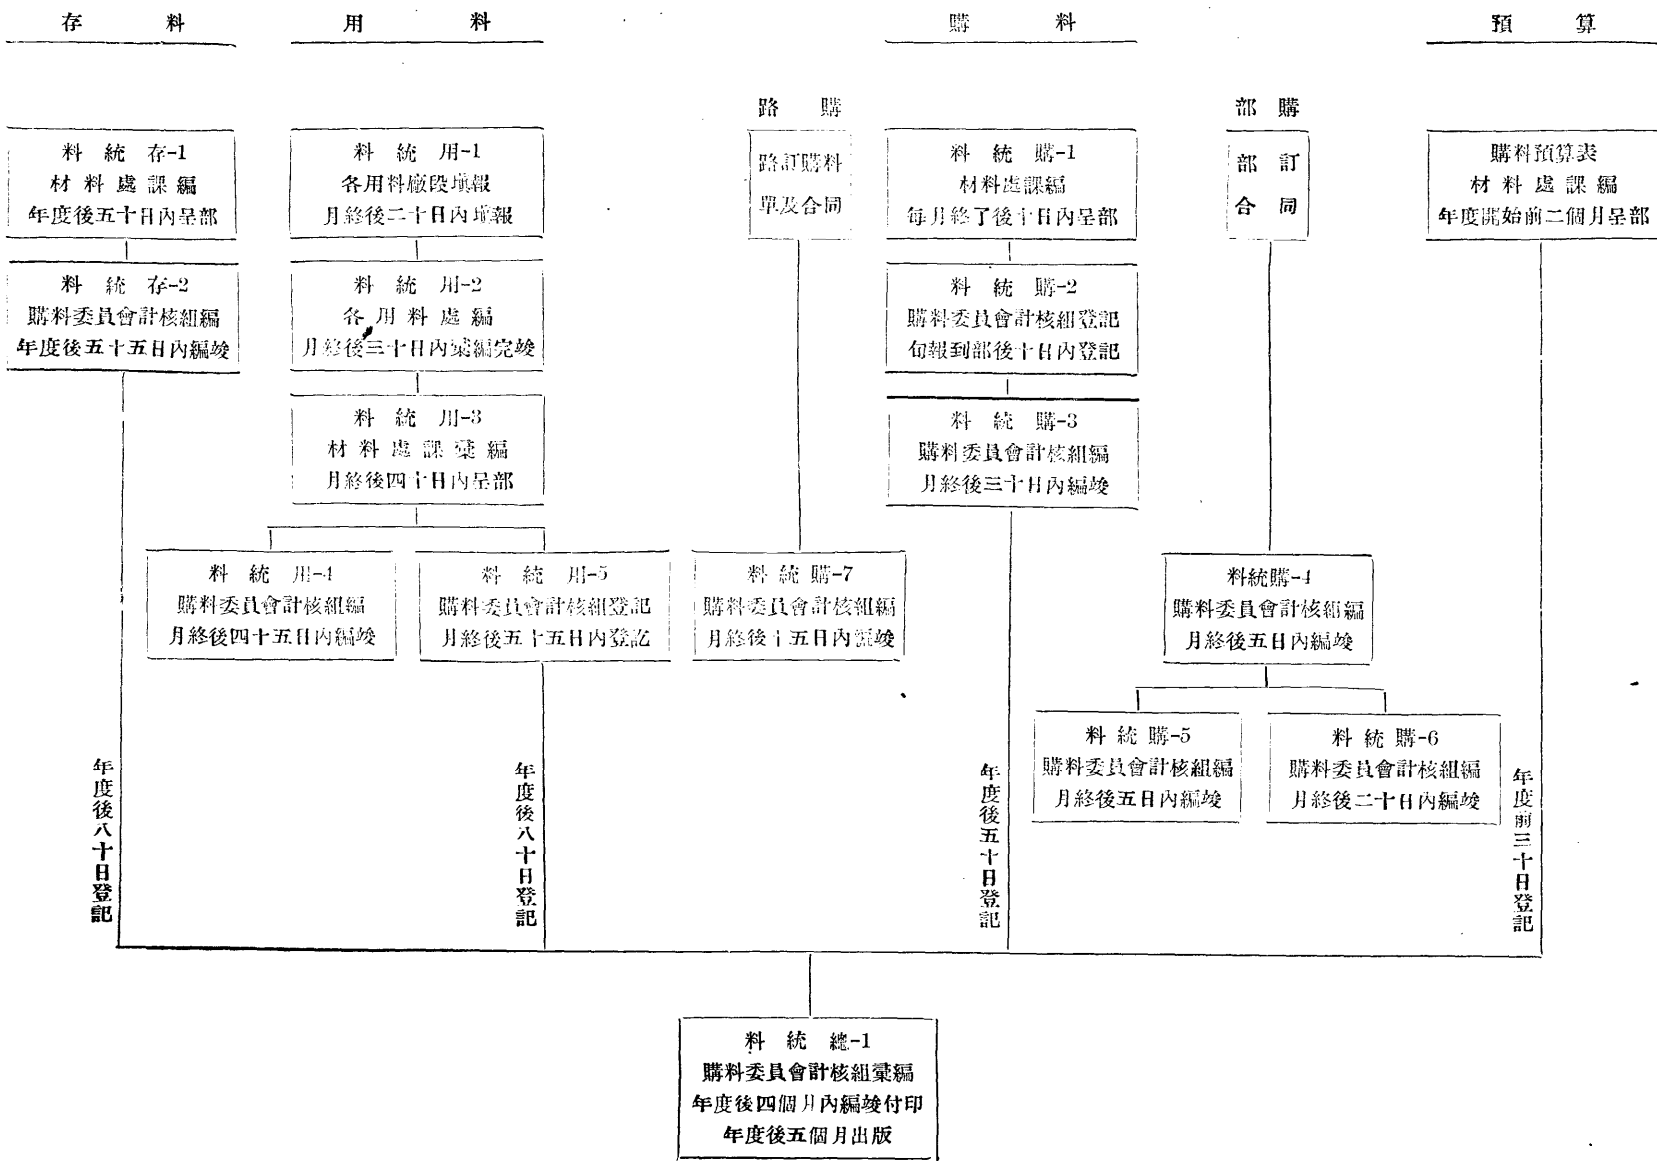 存料
用料
購料
預算
路購
部購
料統存-1
材料處課編
年度後五十日內呈部
料統用-1
各用料廠段填報
月終後二十日內填報
路訂購料
單及合同
料統購-1
材料處課編
每月終了後十日內呈部
部訂
合同
購料預算表
材料處課編
年度開始前二個月呈部
料統存-2
購料委員會計核組編
年度後五十五日內編竣
料統用-2
各用料處編
月終後三十日內彙編完竣
料統購-2
購料委員會計核組登記
旬報到部後十日內登記
料統用-3
材料處課彙編
月終後四十日內呈部
料統購-3
購料委員會計核組編
月終後三十日內編竣
料統用-4
購料委員會計核組編
月終後四十五日內編竣
料統用-5
購料委員會計核組登記
月終後五十五日內登訖
料統購-7
購料委員會計核組編
月終後十五日內編竣
料統購-4
購料委員會計核組編
月終後五日內編竣
料統購-5
購料委員會計核組編
月終後五日內編竣
料統購-6
購料委員會計核組編
月終後二十日內編竣
年度後八十日登記
年度後八十日登記
年度後五十日登記
年度前三十日登記
料統總-1
購料委員會計核組彙編
年度後四個月內編竣付印
年度後五個月出版